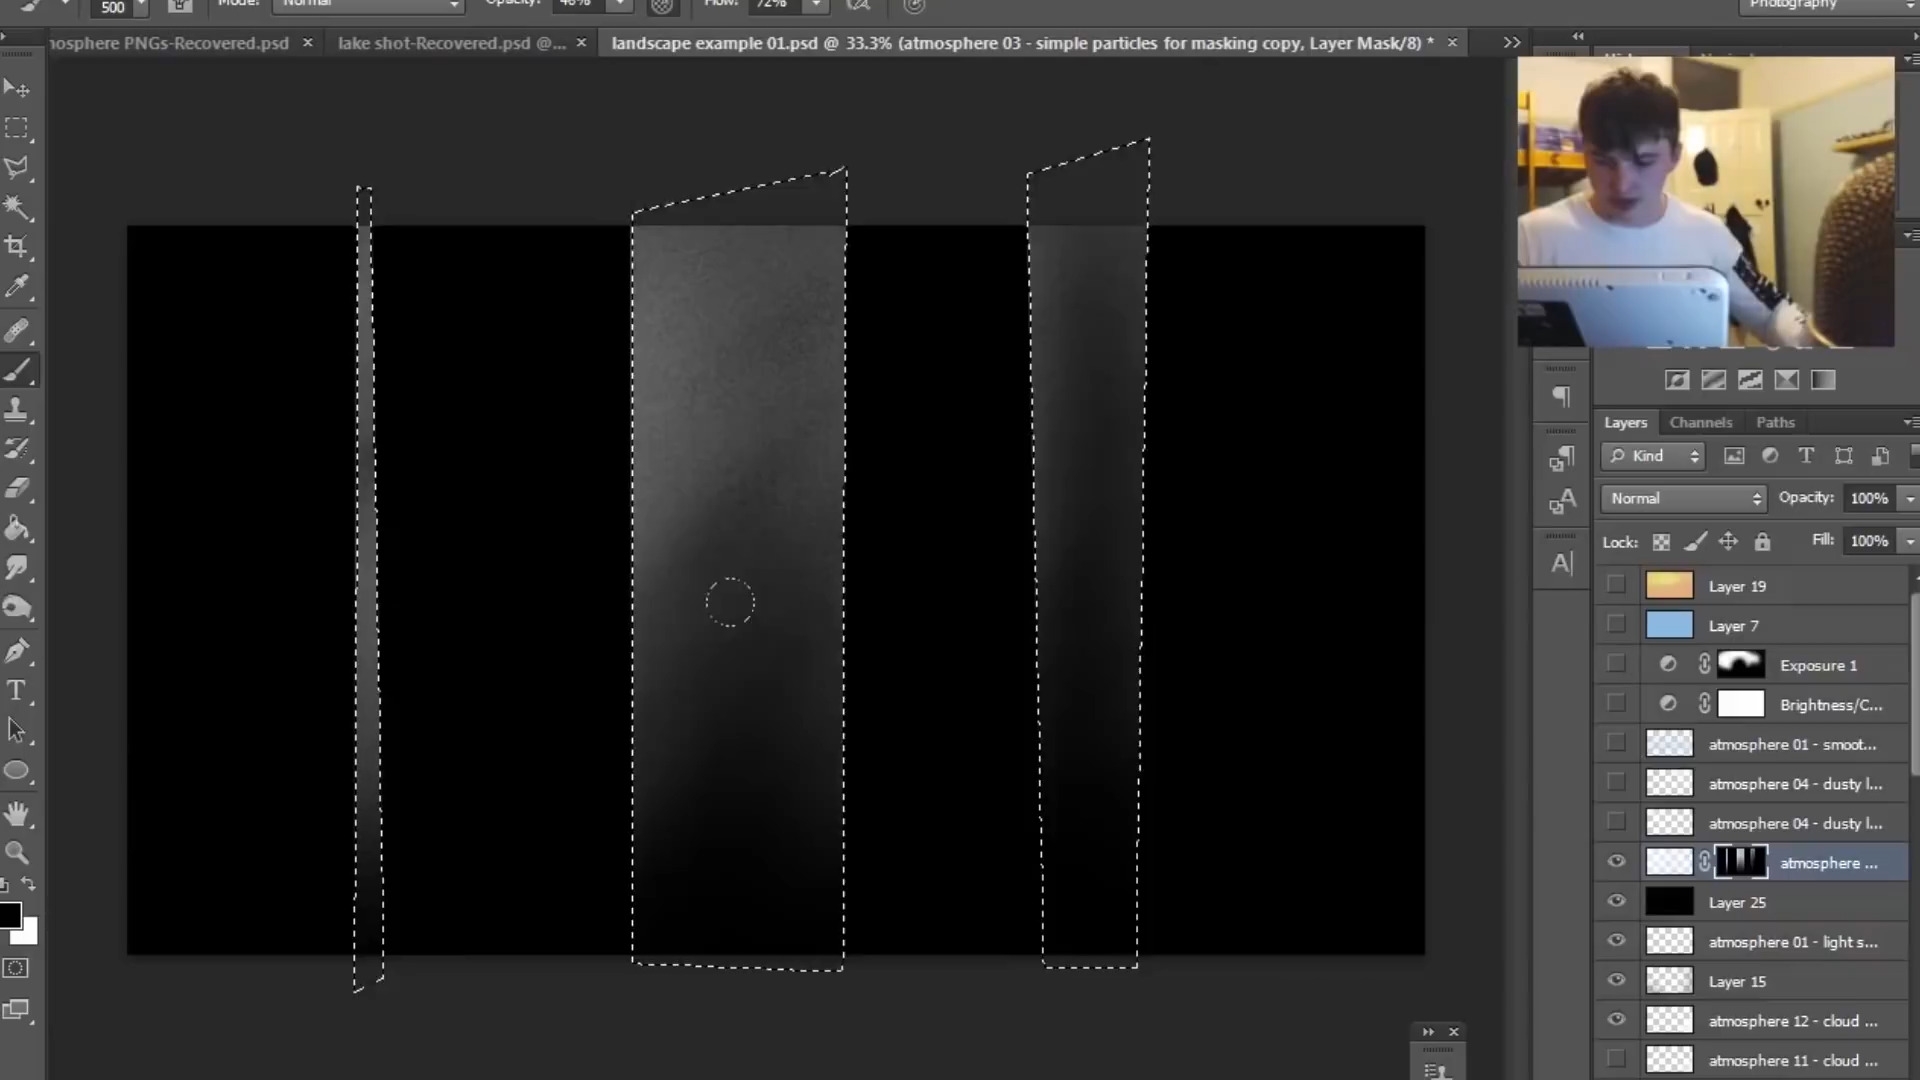 500 Mode: Normal Opacity: 46% Flow: 72% Photography
mosphere PNGs-Recovered.psd × lake shot-Recovered.psd @... × landscape example 01.psd @ 33.3% (atmosphere 03 - simple particles for masking copy, Layer Mask/8) * ×
Layers Channels Paths
Kind
Normal Opacity: 100%
Lock: Fill: 100%
Layer 19
Layer 7
Exposure 1
Brightness/C...
atmosphere 01 - smoot...
atmosphere 04 - dusty l...
atmosphere 04 - dusty l...
atmosphere ...
Layer 25
atmosphere 01 - light s...
Layer 15
atmosphere 12 - cloud ...
atmosphere 11 - cloud ...